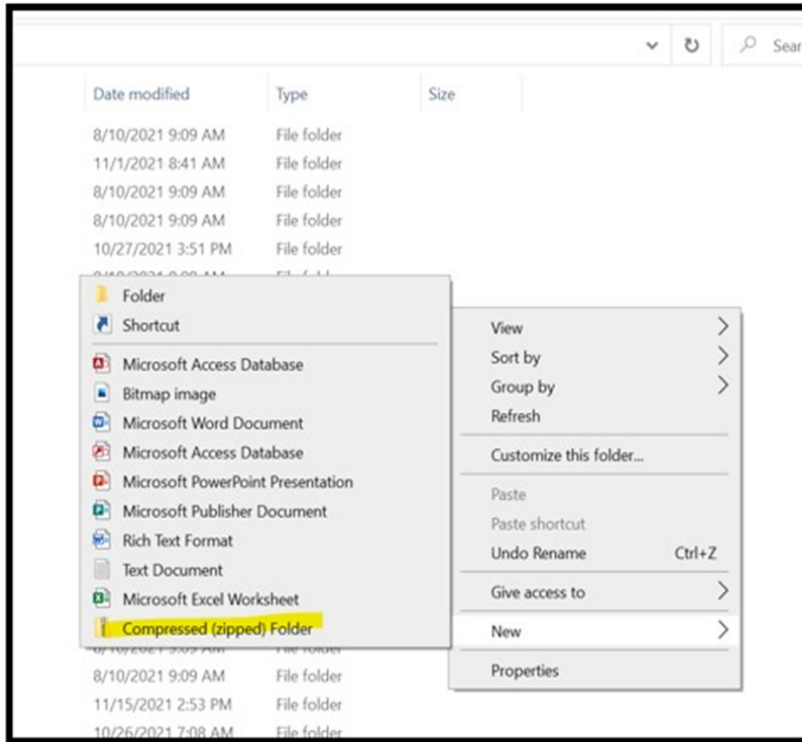 Sear
Date modified Type Size
8/10/2021 9:09 AM File folder
11/1/2021 8:41 AM File folder
8/10/2021 9:09 AM File folder
8/10/2021 9:09 AM File folder
10/27/2021 3:51 PM File folder
Folder
Shortcut
Microsoft Access Database
Bitmap image
Microsoft Word Document
Microsoft Access Database
Microsoft PowerPoint Presentation
Microsoft Publisher Document
Rich Text Format
Text Document
Microsoft Excel Worksheet
Compressed (zipped) Folder
View
Sort by
Group by
Refresh
Customize this folder...
Paste
Paste shortcut
Undo Rename Ctrl+Z
Give access to
New
Properties
8/10/2021 9:09 AM File folder
11/15/2021 2:53 PM File folder
10/26/2021 7:08 AM File folder